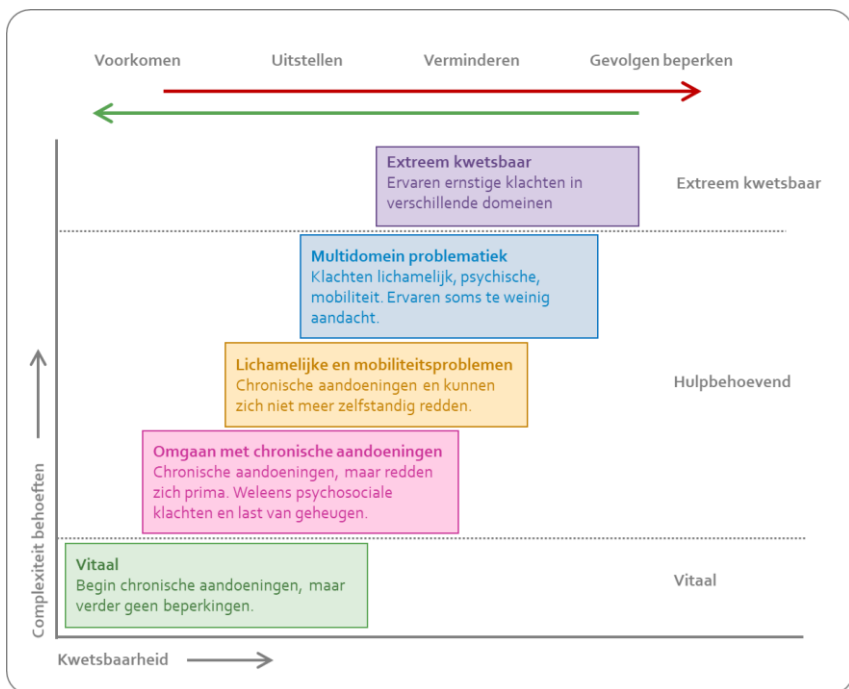 Voorkomen Uitstellen Verminderen Gevolgen beperken
Extreem kwetsbaar
Ervaren ernstige klachten in
verschillende domeinen
Extreem kwetsbaar
Multidomein problematiek
Klachten lichamelijk, psychische,
mobiliteit. Ervaren soms te weinig
aandacht.
Lichamelijke en mobiliteitsproblemen
Chronische aandoeningen en kunnen
zich niet meer zelfstandig redden.
Hulpbehoevend
Omgaan met chronische aandoeningen
Chronische aandoeningen, maar redden
zich prima. Weleens psychosociale
klachten en last van geheugen.
Vitaal
Begin chronische aandoeningen, maar
verder geen beperkingen.
Vitaal
Complexiteit behoeften
Kwetsbaarheid